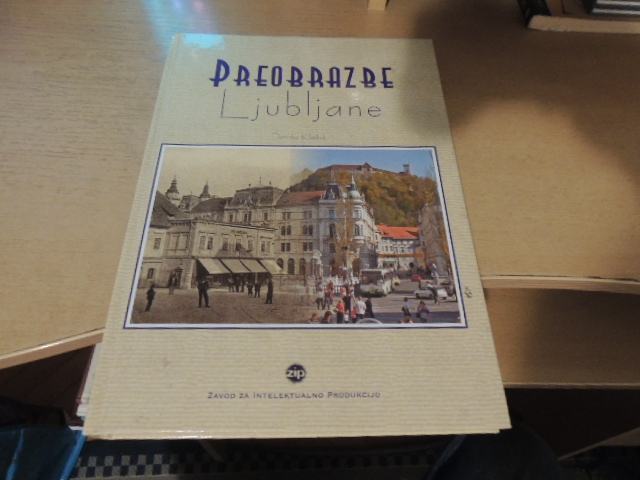 PREOBRAZBE
Ljubljane
zip
ZAVOD ZA INTELEKTUALNO PRODUKCIJO